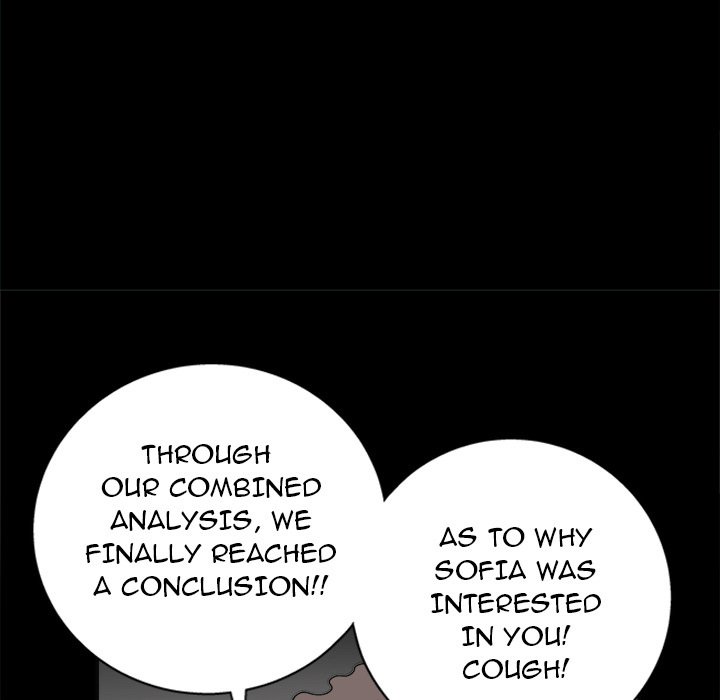 THROUGH
OUR COMBINED
ANALYSIS, WE
FINALLY REACHED
A CONCLUSION!!
AS TO WHY
SOFIA WAS
INTERESTED
IN YOU!
COUGH!